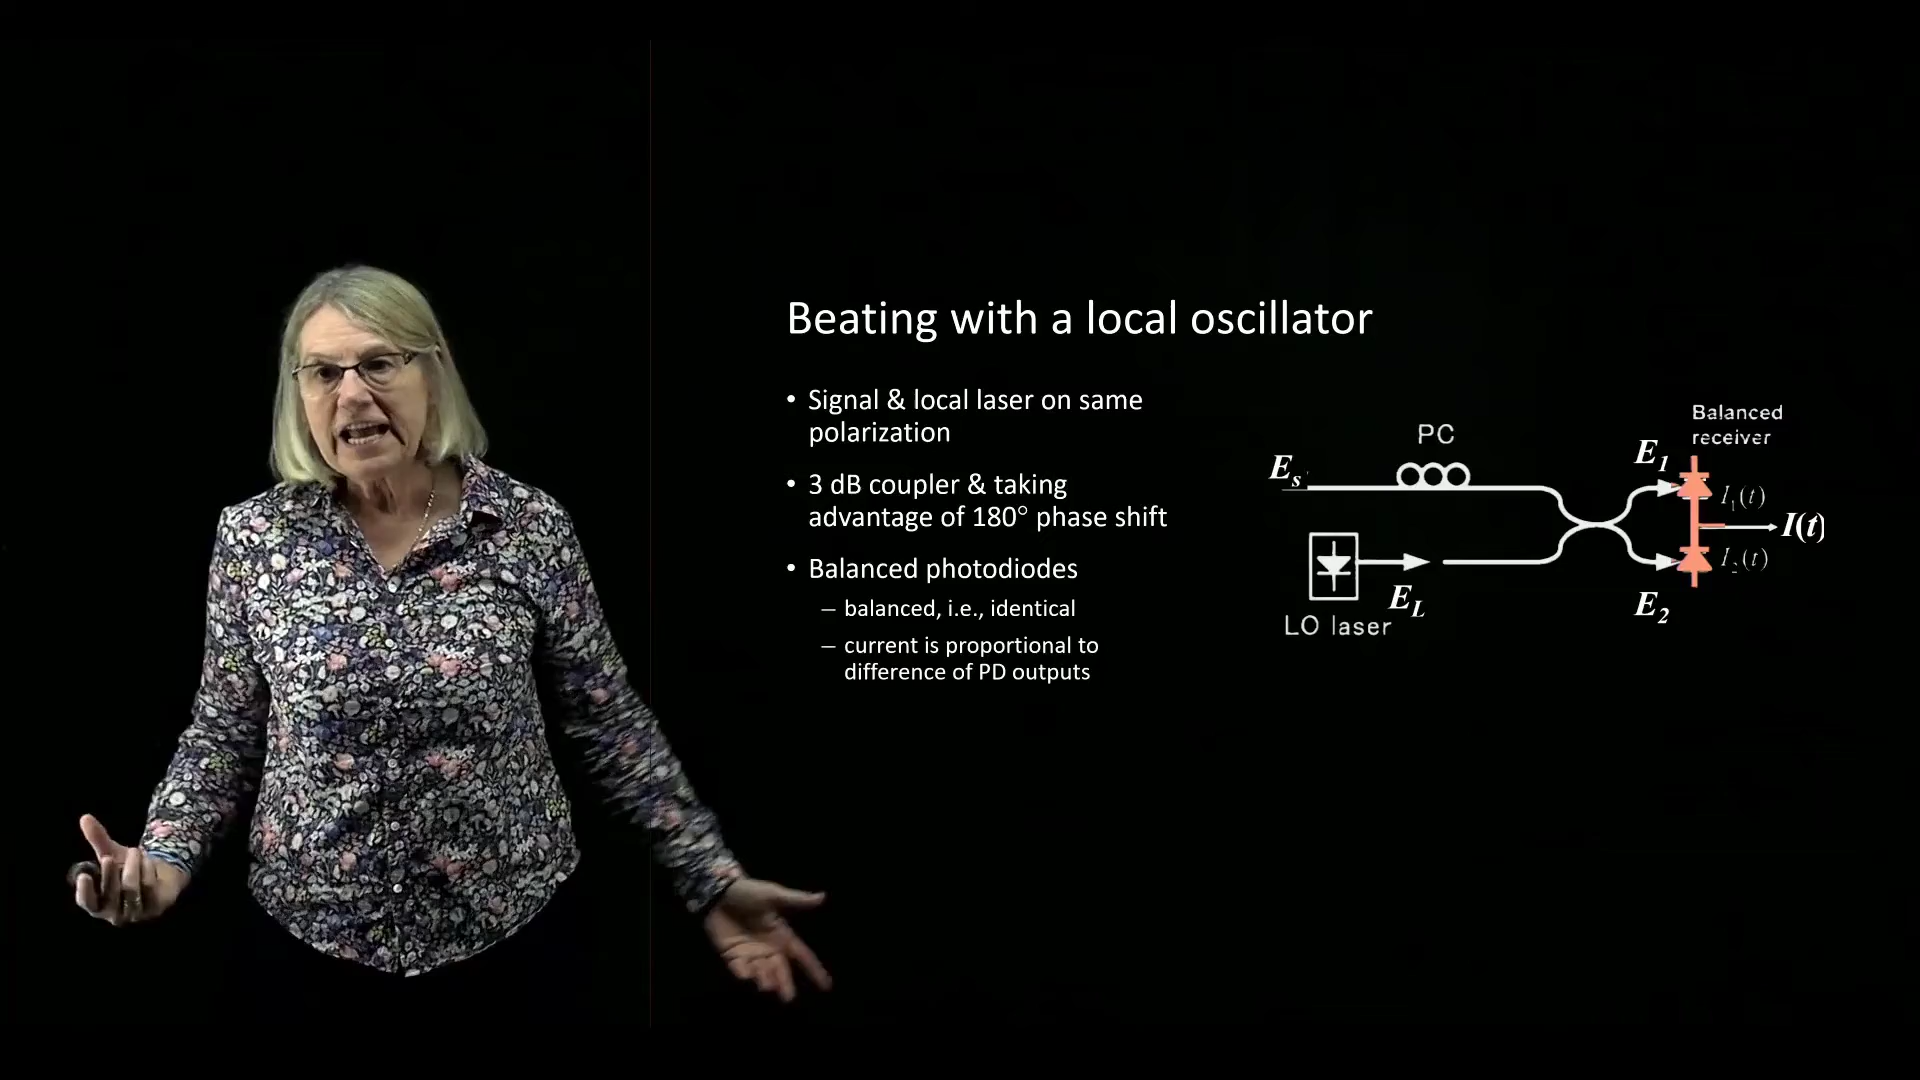 Beating with a local oscillator
• Signal & local laser on same
polarization
• 3 dB coupler & taking
advantage of 180° phase shift
• Balanced photodiodes
– balanced, i.e., identical
– current is proportional to
difference of PD outputs
Balanced
receiver
PC
E₁
Eₛ
I₁(t)
I(t)
I₂(t)
E_L
E₂
LO laser